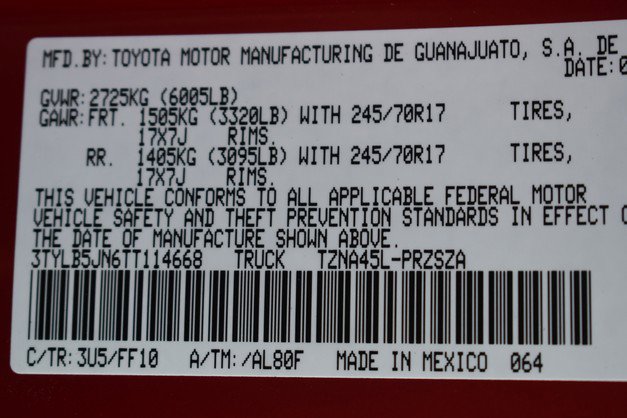 MFD.BY:TOYOTA MOTOR MANUFACTURING DE GUANAJUATO, S.A. DE
DATE:0
GVWR:2725KG (6005LB)
GAWR:FRT. 1505KG (3320LB) WITH 245/70R17 TIRES,
17X7J RIMS.
RR. 1405KG (3095LB) WITH 245/70R17 TIRES,
17X7J RIMS.
THIS VEHICLE CONFORMS TO ALL APPLICABLE FEDERAL MOTOR
VEHICLE SAFETY AND THEFT PREVENTION STANDARDS IN EFFECT O
THE DATE OF MANUFACTURE SHOWN ABOVE.
3TYLB5JN6TT114668 TRUCK TZNA45L-PRZSZA
C/TR:3U5/FF10 A/TM:/AL80F MADE IN MEXICO 064